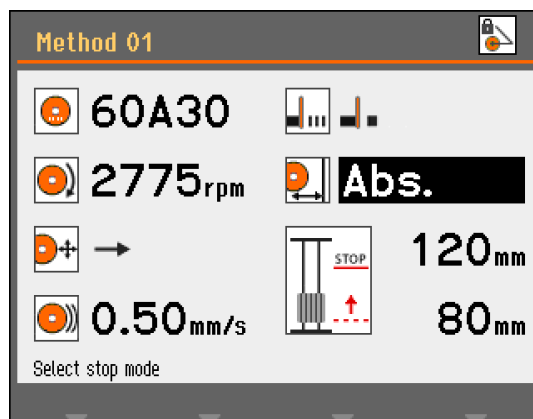 Method 01
60A30
2775rpm
Abs.
STOP
120mm
0.50mm/s
80mm
Select stop mode